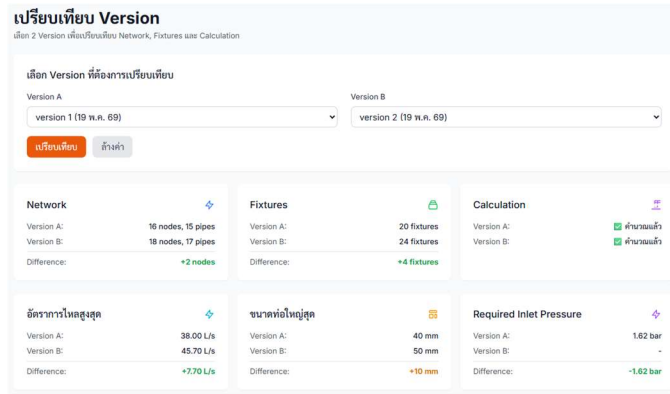 เปรียบเทียบ Version
เลือก 2 Version เพื่อเปรียบเทียบ Network, Fixtures และ Calculation
เลือก Version ที่ต้องการเปรียบเทียบ
Version A
Version B
version 1 (19 พ.ค. 69)
version 2 (19 พ.ค. 69)
เปรียบเทียบ
ล้างค่า
Network
Version A: 16 nodes, 15 pipes
Version B: 18 nodes, 17 pipes
Difference: +2 nodes
Fixtures
Version A: 20 fixtures
Version B: 24 fixtures
Difference: +4 fixtures
Calculation
Version A: ✅ คำนวณแล้ว
Version B: ✅ คำนวณแล้ว
อัตราการไหลสูงสุด
Version A: 38.00 L/s
Version B: 45.70 L/s
Difference: +7.70 L/s
ขนาดท่อใหญ่สุด
Version A: 40 mm
Version B: 50 mm
Difference: +10 mm
Required Inlet Pressure
Version A: 1.62 bar
Version B: -
Difference: -1.62 bar